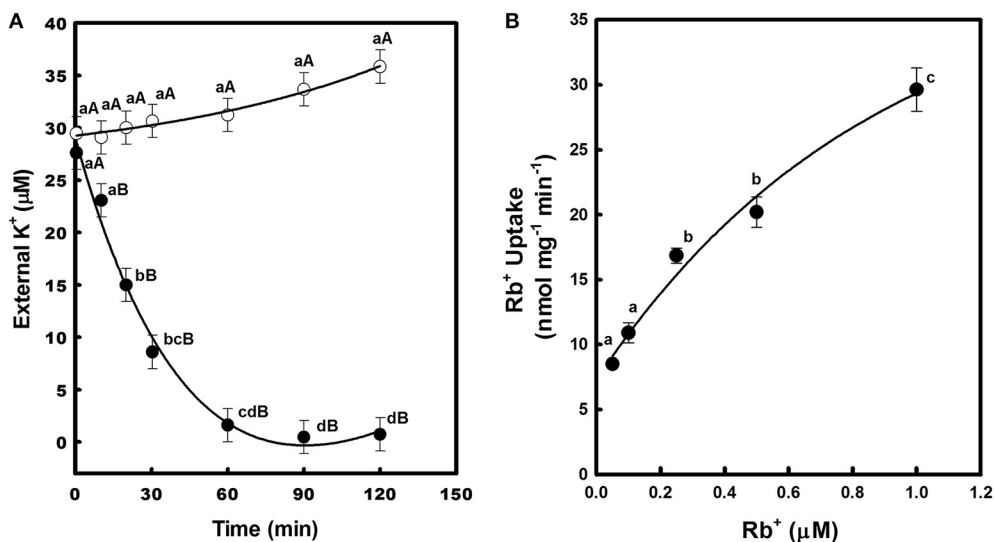 A
40
35
30
25
20
15
10
5
0
External K⁺ (μM)
aA
aA
aA
aA
aA
aA
aA
aA
aB
bB
bcB
cdB
dB
dB
0 30 60 90 120 150
Time (min)
B
35
30
25
20
15
10
5
0
Rb⁺ Uptake
(nmol mg⁻¹ min⁻¹)
a
a
b
b
c
0.0 0.2 0.4 0.6 0.8 1.0 1.2
Rb⁺ (μM)